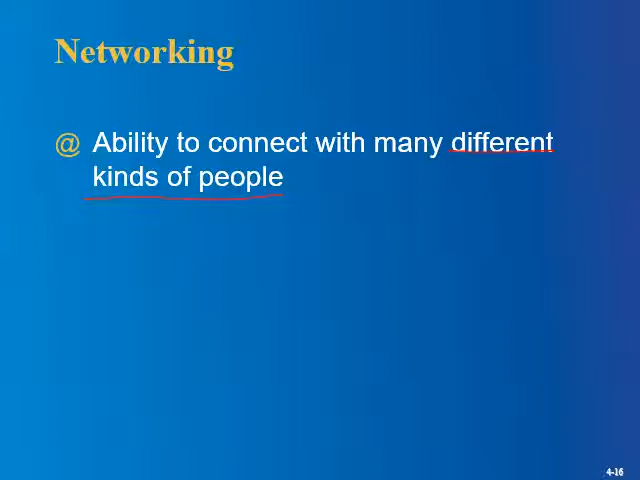 Networking
@ Ability to connect with many different
kinds of people
4-16